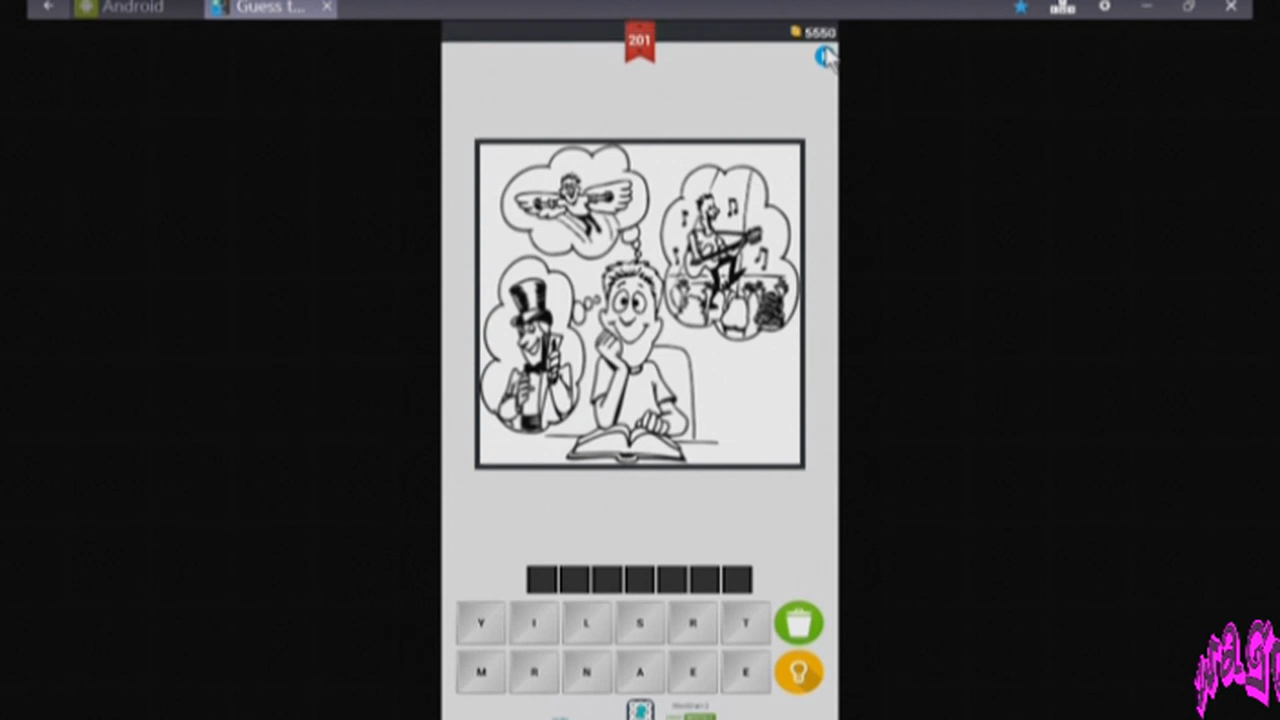 Android
Guess t...
201
5550
Y I L S R T
M R N A E E